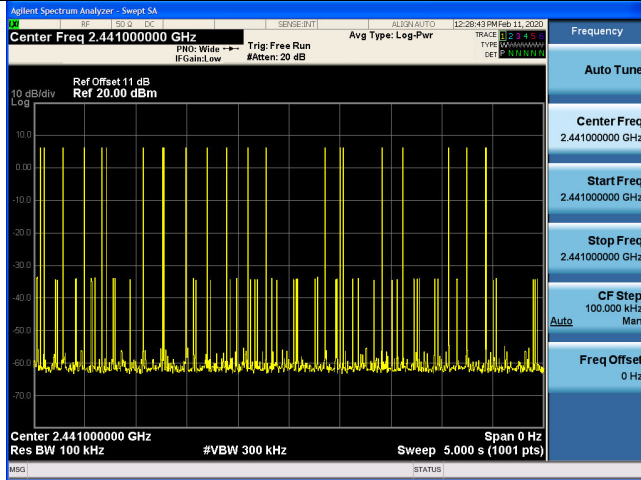 Agilent Spectrum Analyzer - Swept SA
LXI RF 50 Ω DC SENSE:INT ALIGN AUTO 12:28:43 PM Feb 11, 2020
Center Freq 2.441000000 GHz
PNO: Wide
IFGain:Low
Trig: Free Run
#Atten: 20 dB
Avg Type: Log-Pwr
TRACE 1 2 3 4 5 6
TYPE W
DET P N N N N N
10 dB/div
Log
Ref Offset 11 dB
Ref 20.00 dBm
10.0
0.00
-10.0
-20.0
-30.0
-40.0
-50.0
-60.0
-70.0
Center 2.441000000 GHz
Res BW 100 kHz
#VBW 300 kHz
Span 0 Hz
Sweep 5.000 s (1001 pts)
MSG
STATUS
Frequency
Auto Tune
Center Freq
2.441000000 GHz
Start Freq
2.441000000 GHz
Stop Freq
2.441000000 GHz
CF Step
100.000 kHz
Auto Man
Freq Offset
0 Hz